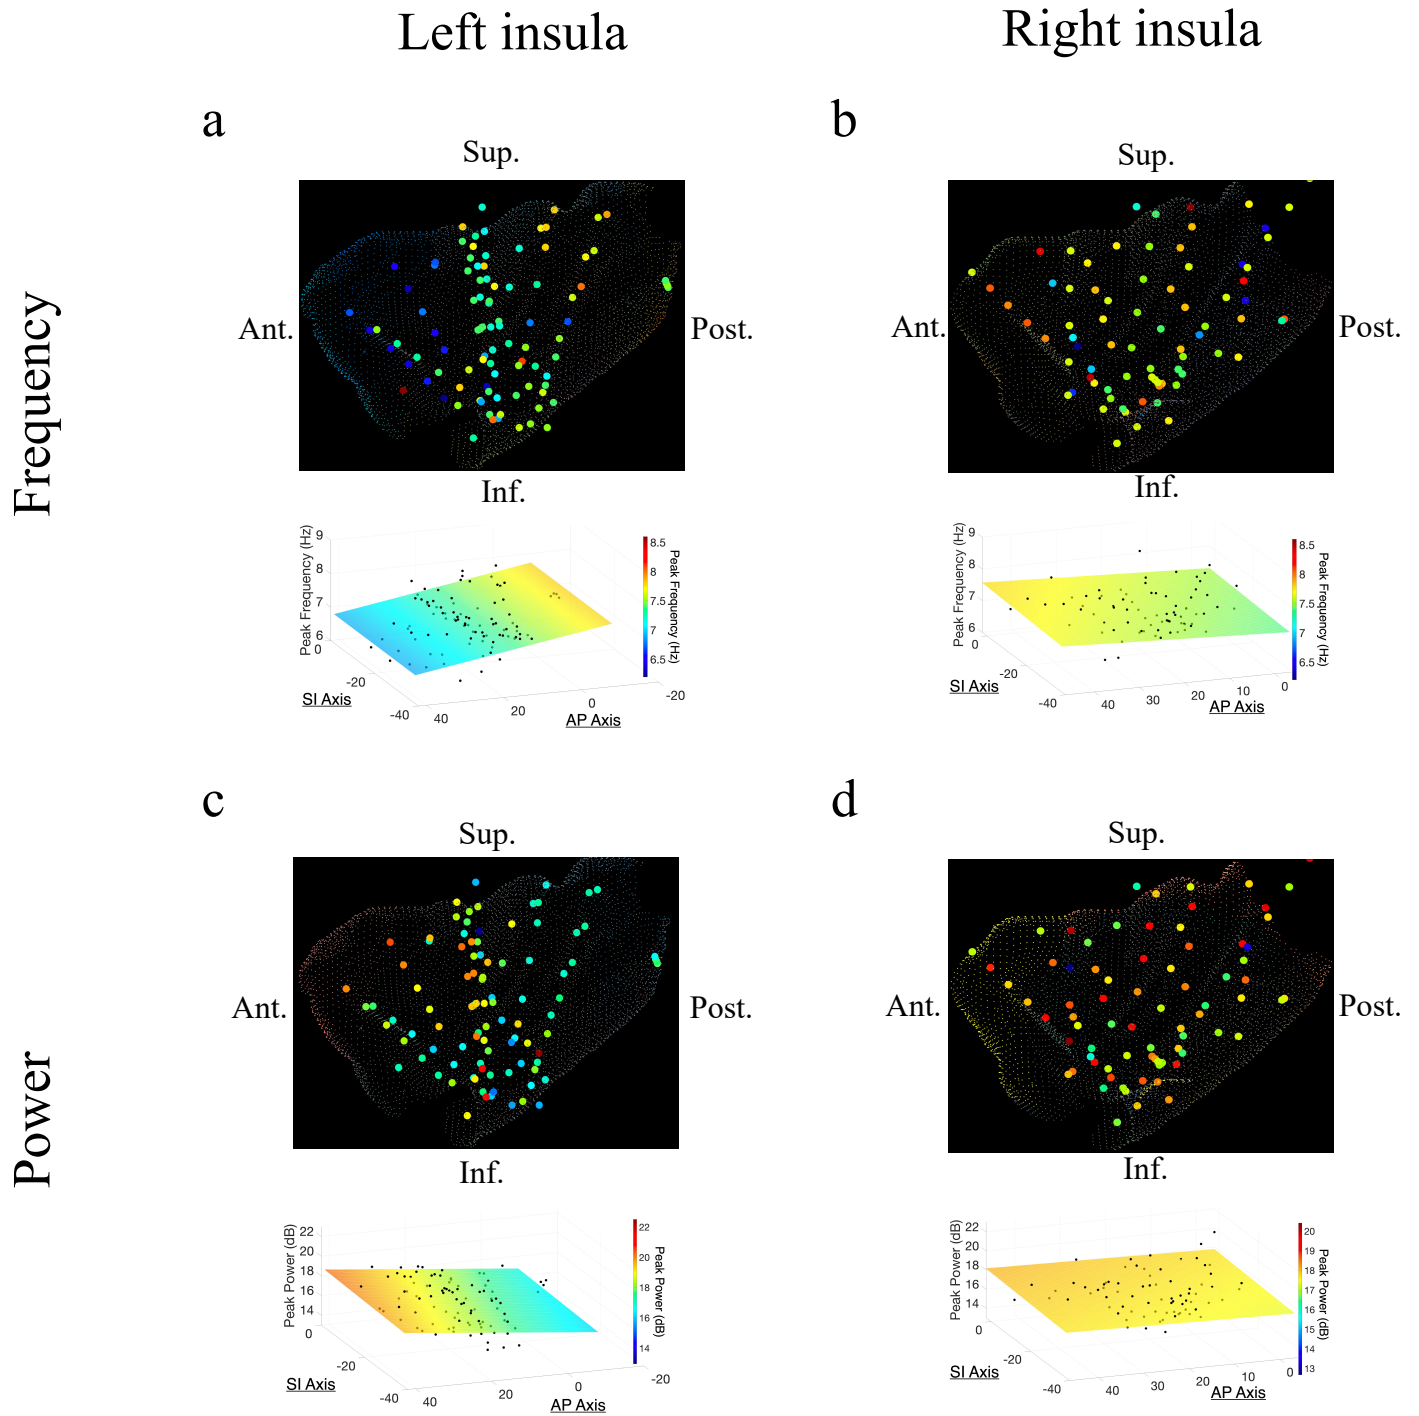 Left insula
Right insula
Frequency
a
Sup.
Ant.
Post.
Inf.
Peak Frequency (Hz)
9
8
7
6
0
-20
-40
SI Axis
40
20
0
-20
AP Axis
8.5
8
7.5
7
6.5
Peak Frequency (Hz)
b
Sup.
Ant.
Post.
Inf.
Peak Frequency (Hz)
9
8
7
6
0
-20
-40
SI Axis
40
30
20
10
0
AP Axis
8.5
8
7.5
7
6.5
Peak Frequency (Hz)
Power
c
Sup.
Ant.
Post.
Inf.
Peak Power (dB)
22
20
18
16
14
0
-20
-40
SI Axis
40
20
0
-20
AP Axis
22
20
18
16
14
Peak Power (dB)
d
Sup.
Ant.
Post.
Inf.
Peak Power (dB)
22
20
18
16
14
0
-20
-40
SI Axis
40
30
20
10
0
AP Axis
20
19
18
17
16
15
14
13
Peak Power (dB)